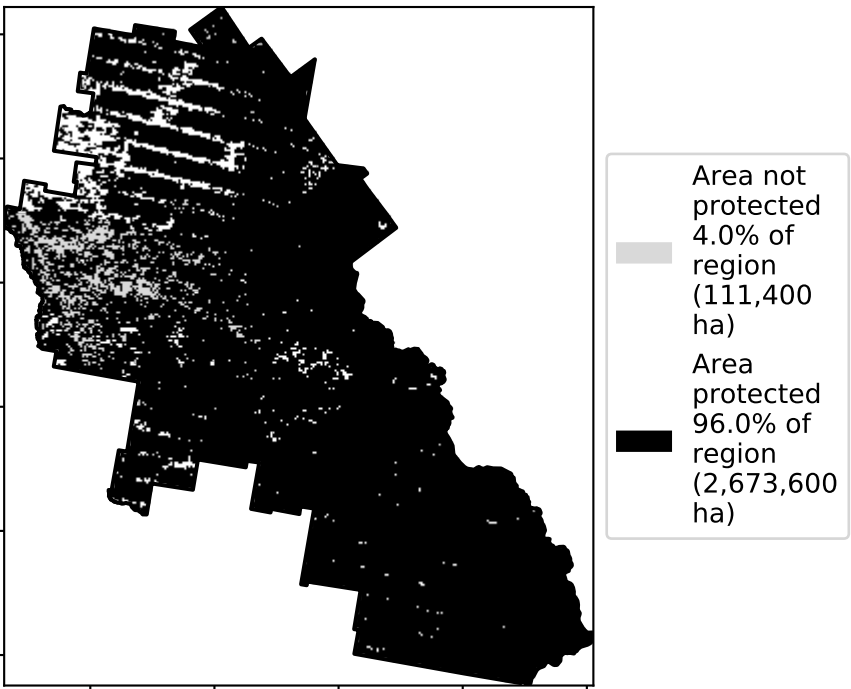 Area not
protected
4.0% of
region
(111,400
ha)
Area
protected
96.0% of
region
(2,673,600
ha)